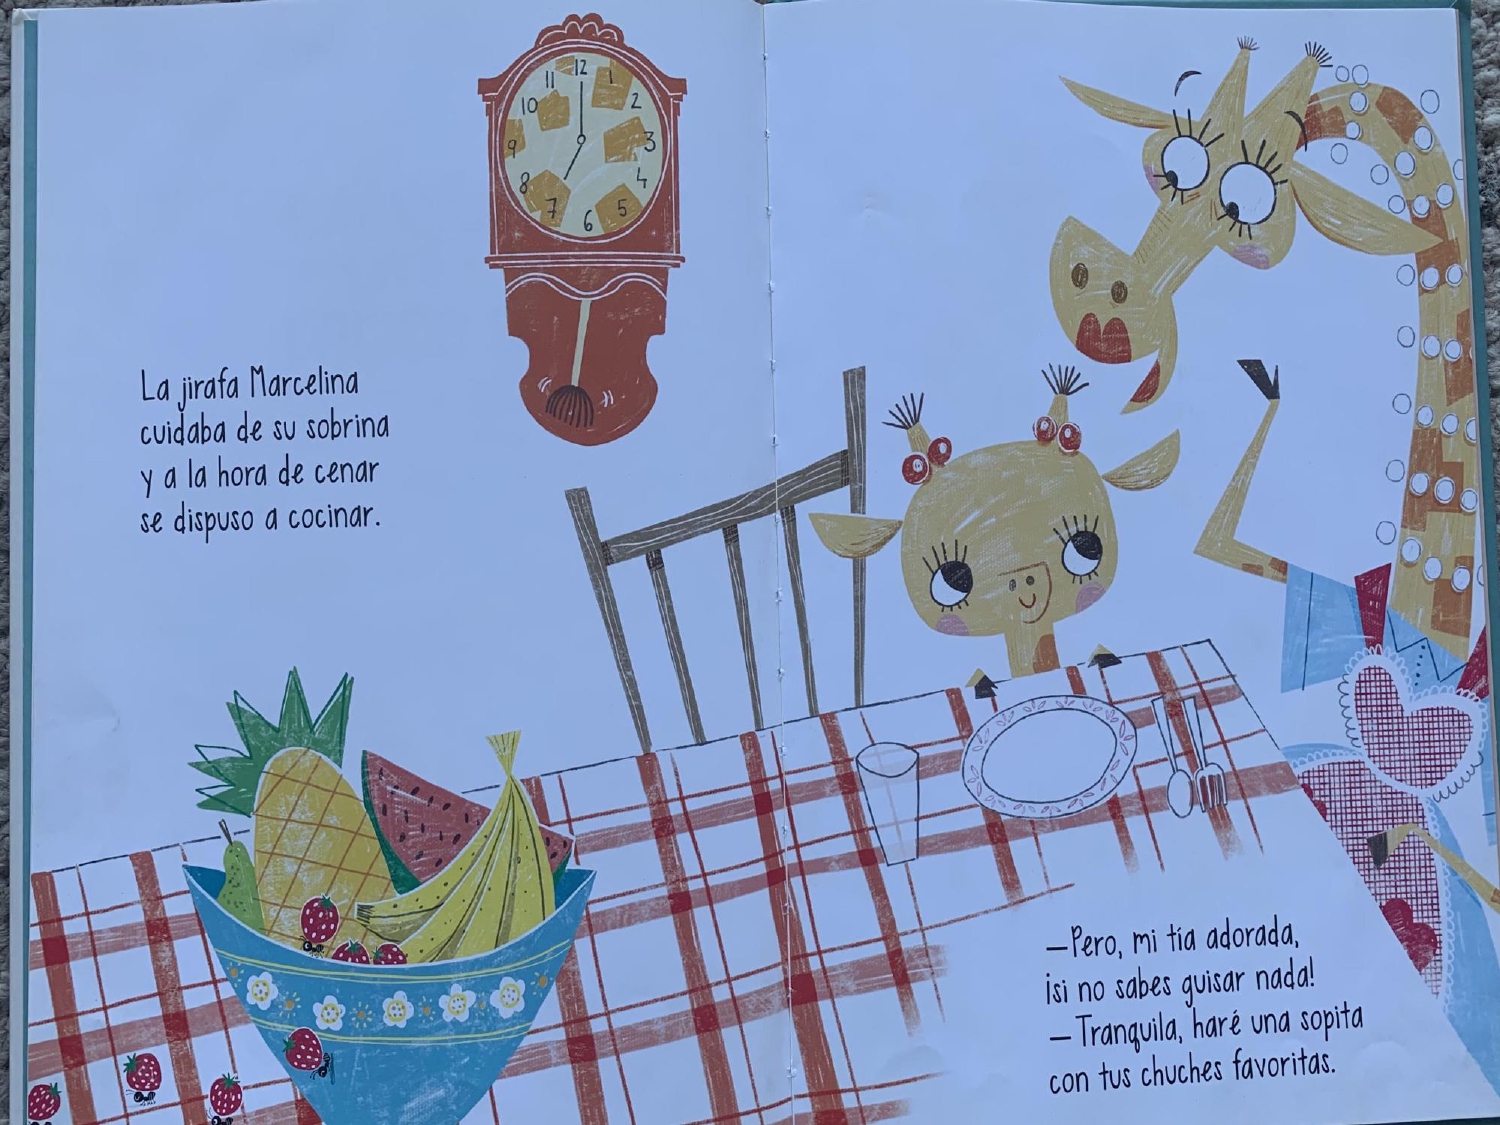 12
1
2
3
4
5
6
7
8
9
10
11
La jirafa Marcelina
cuidaba de su sobrina
y a la hora de cenar
se dispuso a cocinar.
—Pero, mi tía adorada,
¡si no sabes guisar nada!
—Tranquila, haré una sopita
con tus chuches favoritas.